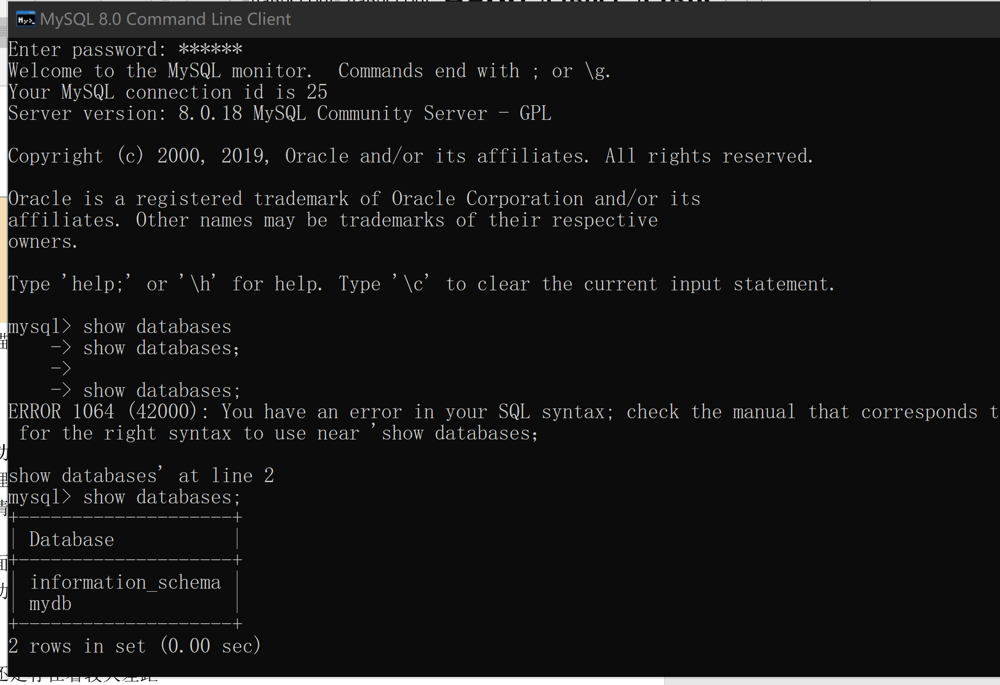 MySQL 8.0 Command Line Client
Enter password: ******
Welcome to the MySQL monitor.  Commands end with ; or \g.
Your MySQL connection id is 25
Server version: 8.0.18 MySQL Community Server - GPL
Copyright (c) 2000, 2019, Oracle and/or its affiliates. All rights reserved.
Oracle is a registered trademark of Oracle Corporation and/or its
affiliates. Other names may be trademarks of their respective
owners.
Type 'help;' or '\h' for help. Type '\c' to clear the current input statement.
mysql> show databases
    -> show databases；
    ->
    -> show databases;
ERROR 1064 (42000): You have an error in your SQL syntax; check the manual that corresponds t
 for the right syntax to use near 'show databases；
show databases' at line 2
mysql> show databases;
+--------------------+
| Database           |
+--------------------+
| information_schema |
| mydb               |
+--------------------+
2 rows in set (0.00 sec)